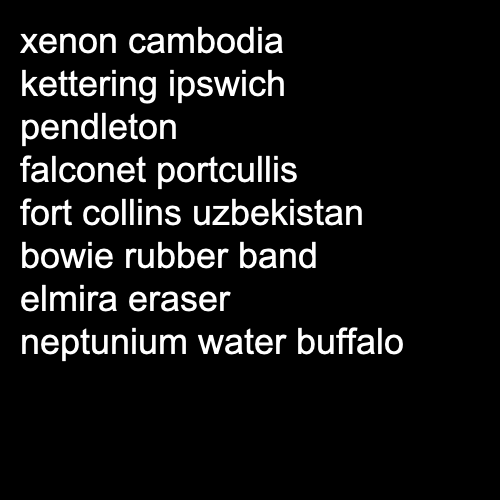 xenon cambodia
kettering ipswich
pendleton
falconet portcullis
fort collins uzbekistan
bowie rubber band
elmira eraser
neptunium water buffalo